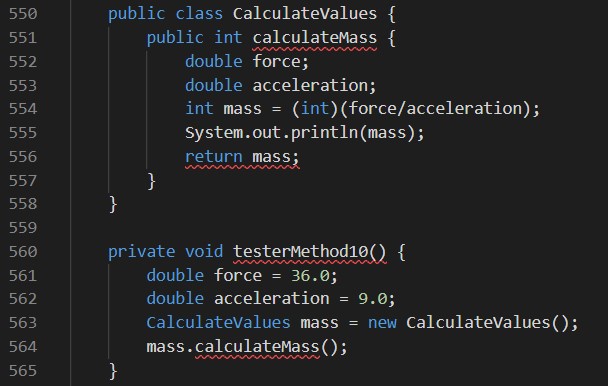 550 public class CalculateValues {
551 public int calculateMass {
552 double force;
553 double acceleration;
554 int mass = (int)(force/acceleration);
555 System.out.println(mass);
556 return mass;
557 }
558 }
559
560 private void testerMethod10() {
561 double force = 36.0;
562 double acceleration = 9.0;
563 CalculateValues mass = new CalculateValues();
564 mass.calculateMass();
565 }